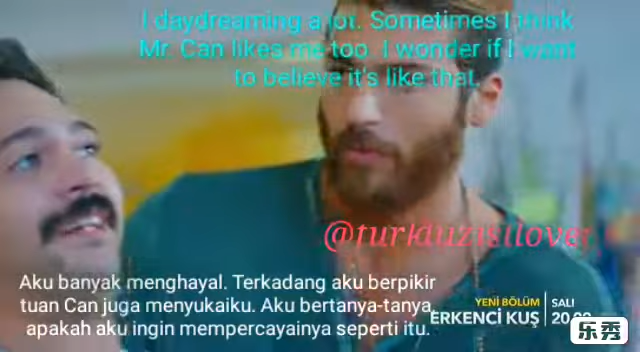 I daydreaming a lot. Sometimes I think
Mr. Can likes me too. I wonder if I want
to believe it's like that.
@turkdizisilover
Aku banyak menghayal. Terkadang aku berpikir
tuan Can juga menyukaiku. Aku bertanya-tanya
apakah aku ingin mempercayainya seperti itu.
YENİ BÖLÜM
ERKENCİ KUŞ
SALI
乐秀